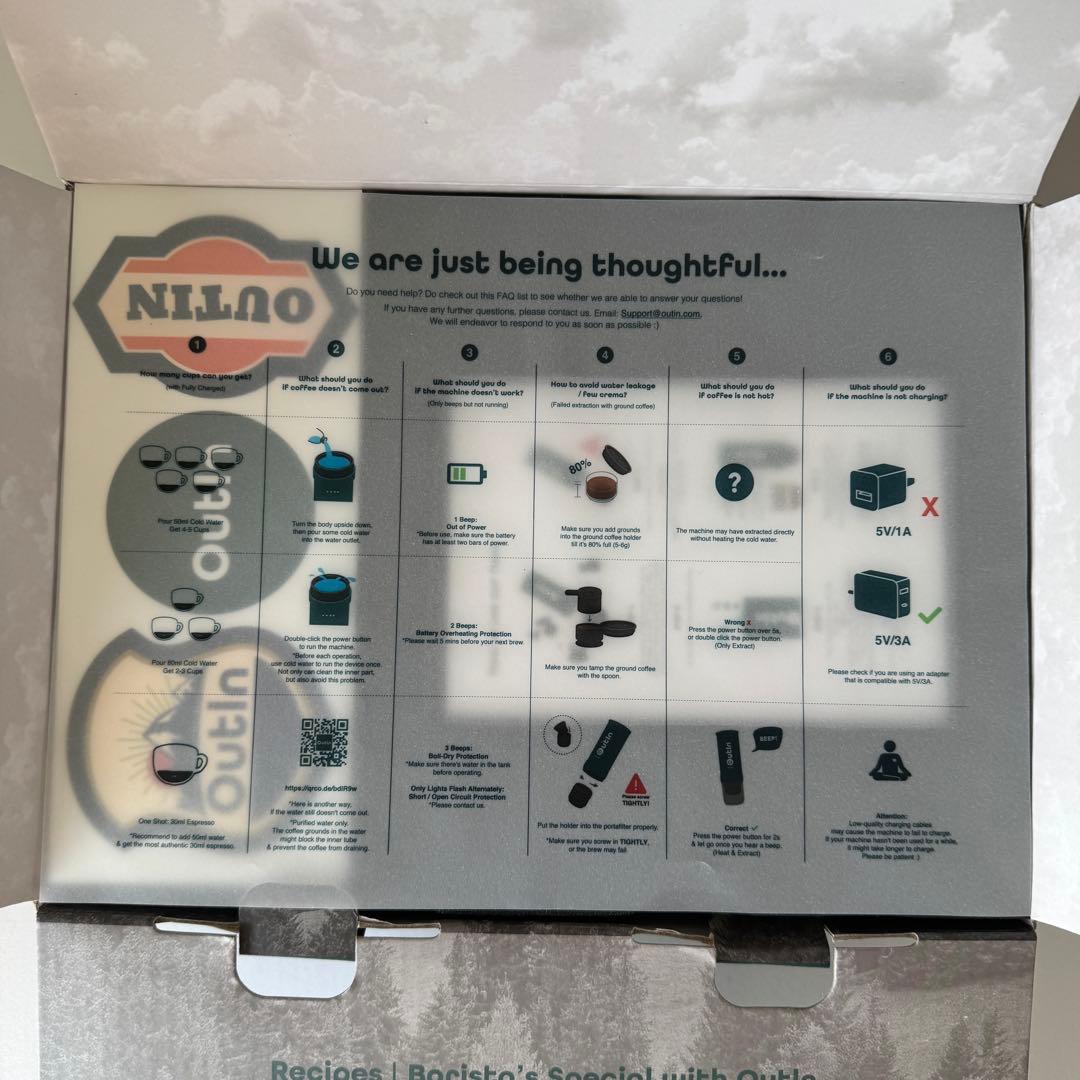 We are just being thoughtful...
Do you need help? Do check out this FAQ list to see whether we are able to answer your questions!
If you have any further questions, please contact us. Email: Support@outin.com,
We will endeavor to respond to you as soon as possible :)
OUTIN
1
How many cups can you get?
(with Fully Charged)
Outin
Pour 50ml Cold Water
Get 4-5 Cups
Pour 80ml Cold Water
Get 2-3 Cups
OutIn
One Shot: 30ml Espresso
*Recommend to add 50ml water
& get the most authentic 30ml espresso.
2
What should you do
if coffee doesn't come out?
Turn the body upside down,
then pour some cold water
into the water outlet.
Double-click the power button
to run the machine.
*Before each operation,
use cold water to run the device once.
Not only can clean the inner part,
but also avoid this problem.
https://qrco.de/bdiR9w
*Here is another way,
if the water still doesn't come out.
*Purified water only.
The coffee grounds in the water
might block the inner tube
& prevent the coffee from draining.
3
What should you do
if the machine doesn't work?
(Only beeps but not running)
1 Beep:
Out of Power
*Before use, make sure the battery
has at least two bars of power.
2 Beeps:
Battery Overheating Protection
*Please wait 5 mins before your next brew.
3 Beeps:
Boil-Dry Protection
*Make sure there's water in the tank
before operating.
Only Lights Flash Alternately:
Short / Open Circuit Protection
*Please contact us.
4
How to avoid water leakage
/ few crema?
(Failed extraction with ground coffee)
80%
Make sure you add grounds
into the ground coffee holder
till it's 80% full (5-6g)
Make sure you tamp the ground coffee
with the spoon.
OutIn
Please screw
TIGHTLY!
Put the holder into the portafilter properly.
*Make sure you screw in TIGHTLY,
or the brew may fail
5
What should you do
if coffee is not hot?
?
The machine may have extracted directly
without heating the cold water.
Wrong X
Press the power button over 5s,
or double click the power button.
(Only Extract)
OutIn
BEEP!
Correct ✓
Press the power button for 2s
& let go once you hear a beep.
(Heat & Extract)
6
What should you do
if the machine is not charging?
X
5V/1A
✓
5V/3A
Please check if you are using an adapter
that is compatible with 5V/3A.
Attention:
Low-quality charging cables
may cause the machine to fail to charge.
If your machine hasn't been used for a while,
it might take longer to charge.
Please be patient :)
Recipes | Barista's Special with OutIn